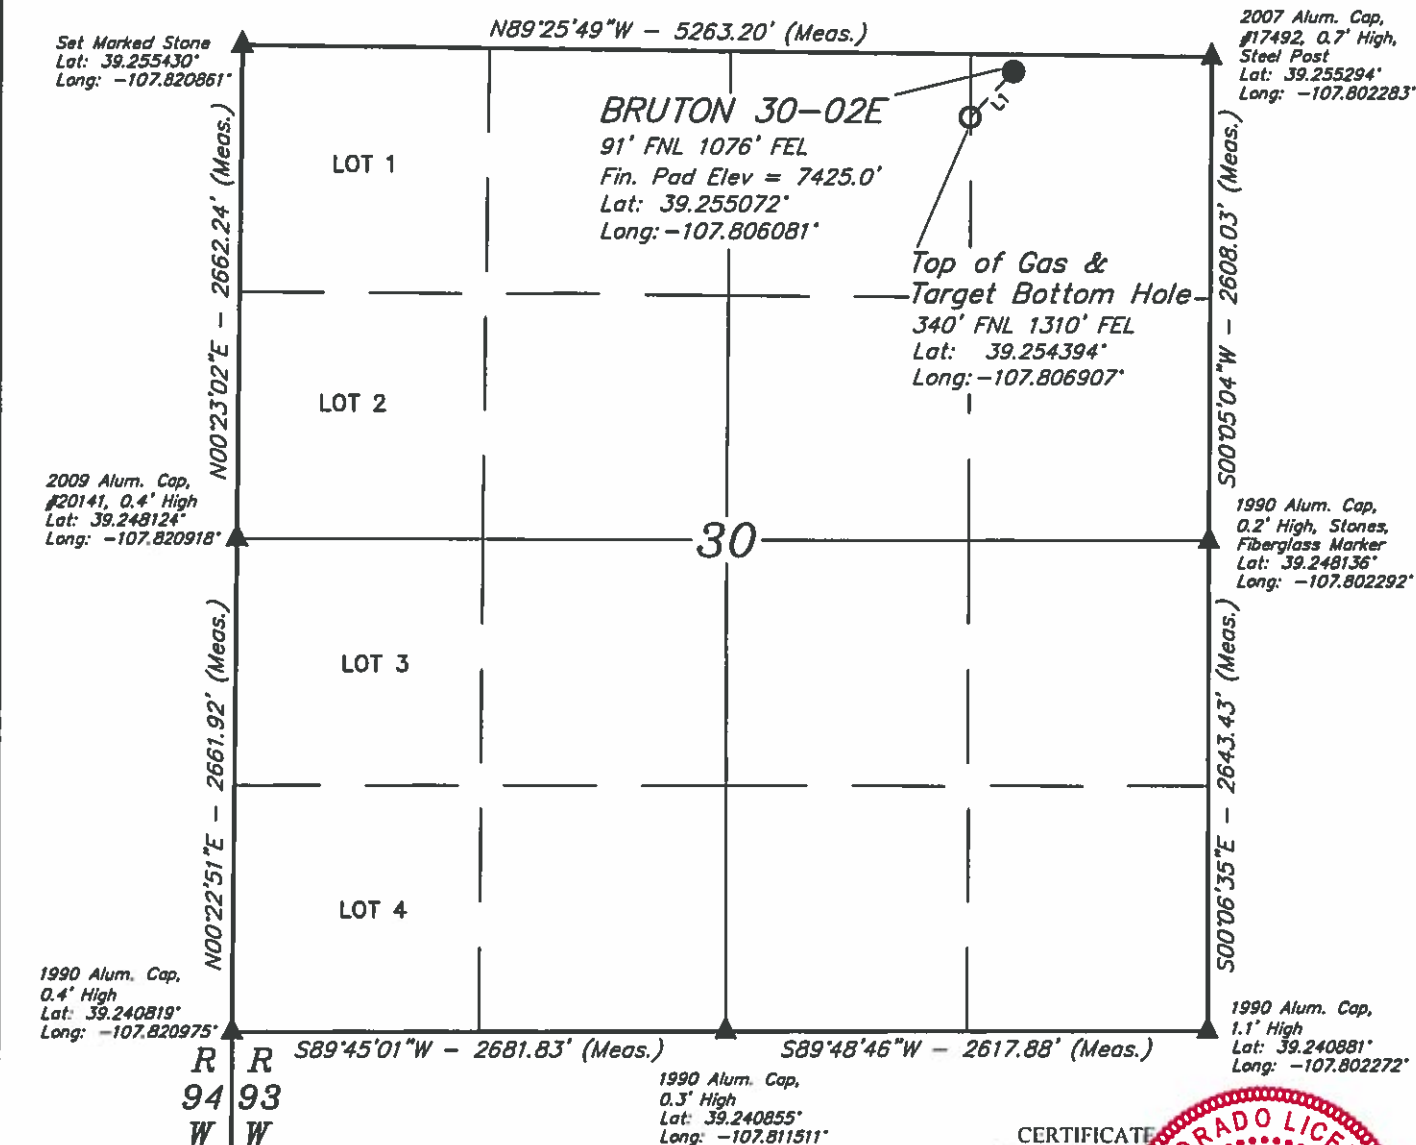 N89°25'49"W - 5263.20' (Meas.)
Set Marked Stone
Lat: 39.255430°
Long: -107.820861°
2007 Alum. Cap,
#17492, 0.7' High,
Steel Post
Lat: 39.255294°
Long: -107.802283°
BRUTON 30-02E
91' FNL 1076' FEL
Fin. Pad Elev = 7425.0'
Lat: 39.255072°
Long: -107.806081°
L1
LOT 1
N00°23'02"E - 2662.24' (Meas.)
S00°05'04"W - 2608.03' (Meas.)
Top of Gas &
Target Bottom Hole
340' FNL 1310' FEL
Lat: 39.254394°
Long: -107.806907°
LOT 2
2009 Alum. Cap,
#20141, 0.4' High
Lat: 39.248124°
Long: -107.820918°
30
1990 Alum. Cap,
0.2' High, Stones,
Fiberglass Marker
Lat: 39.248136°
Long: -107.802292°
LOT 3
N00°22'51"E - 2661.92' (Meas.)
S00°06'35"E - 2643.43' (Meas.)
LOT 4
1990 Alum. Cap,
0.4' High
Lat: 39.240819°
Long: -107.820975°
1990 Alum. Cap,
1.1' High
Lat: 39.240881°
Long: -107.802272°
S89°45'01"W - 2681.83' (Meas.)
S89°48'46"W - 2617.88' (Meas.)
R R
94 93
W W
1990 Alum. Cap,
0.3' High
Lat: 39.240855°
Long: -107.811511°
CERTIFICATE
RADO LICE